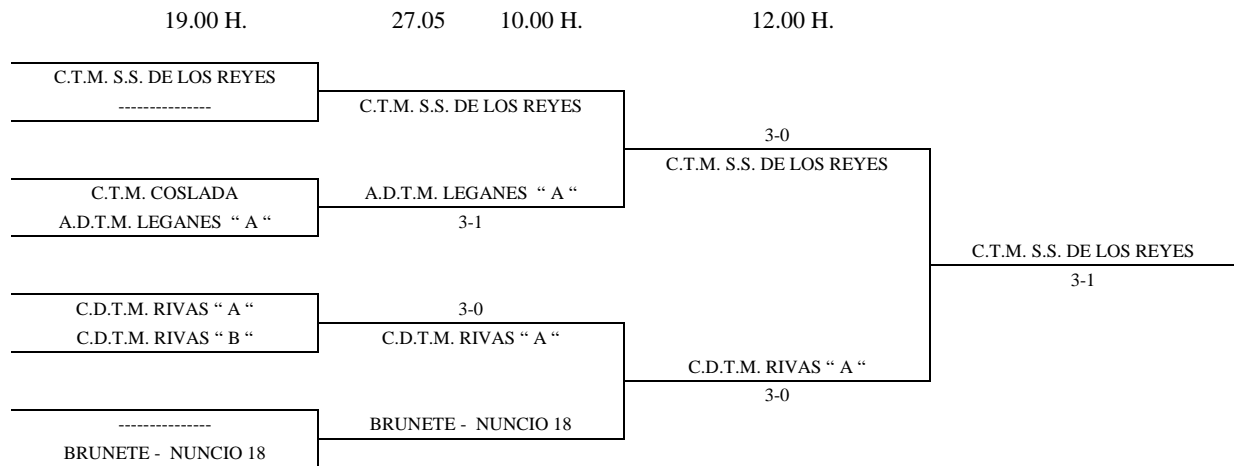 19.00 H. 27.05 10.00 H. 12.00 H.
C.T.M. S.S. DE LOS REYES
---------------
C.T.M. S.S. DE LOS REYES
3-0
C.T.M. S.S. DE LOS REYES
C.T.M. COSLADA
A.D.T.M. LEGANES “ A “
A.D.T.M. LEGANES “ A “
3-1
C.T.M. S.S. DE LOS REYES
3-1
C.D.T.M. RIVAS “ A “
C.D.T.M. RIVAS “ B “
3-0
C.D.T.M. RIVAS “ A “
C.D.T.M. RIVAS “ A “
3-0
---------------
BRUNETE - NUNCIO 18
BRUNETE - NUNCIO 18